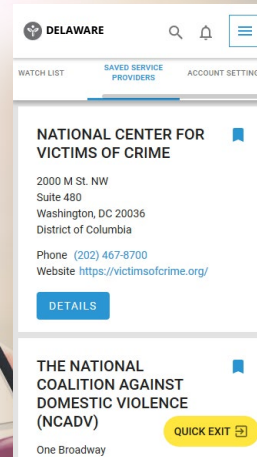 DELAWARE
WATCH LIST
SAVED SERVICE
PROVIDERS
ACCOUNT SETTING
NATIONAL CENTER FOR
VICTIMS OF CRIME
2000 M St. NW
Suite 480
Washington, DC 20036
District of Columbia
Phone (202) 467-8700
Website https://victimsofcrime.org/
DETAILS
THE NATIONAL
COALITION AGAINST
DOMESTIC VIOLENCE
(NCADV)
QUICK EXIT
One Broadway